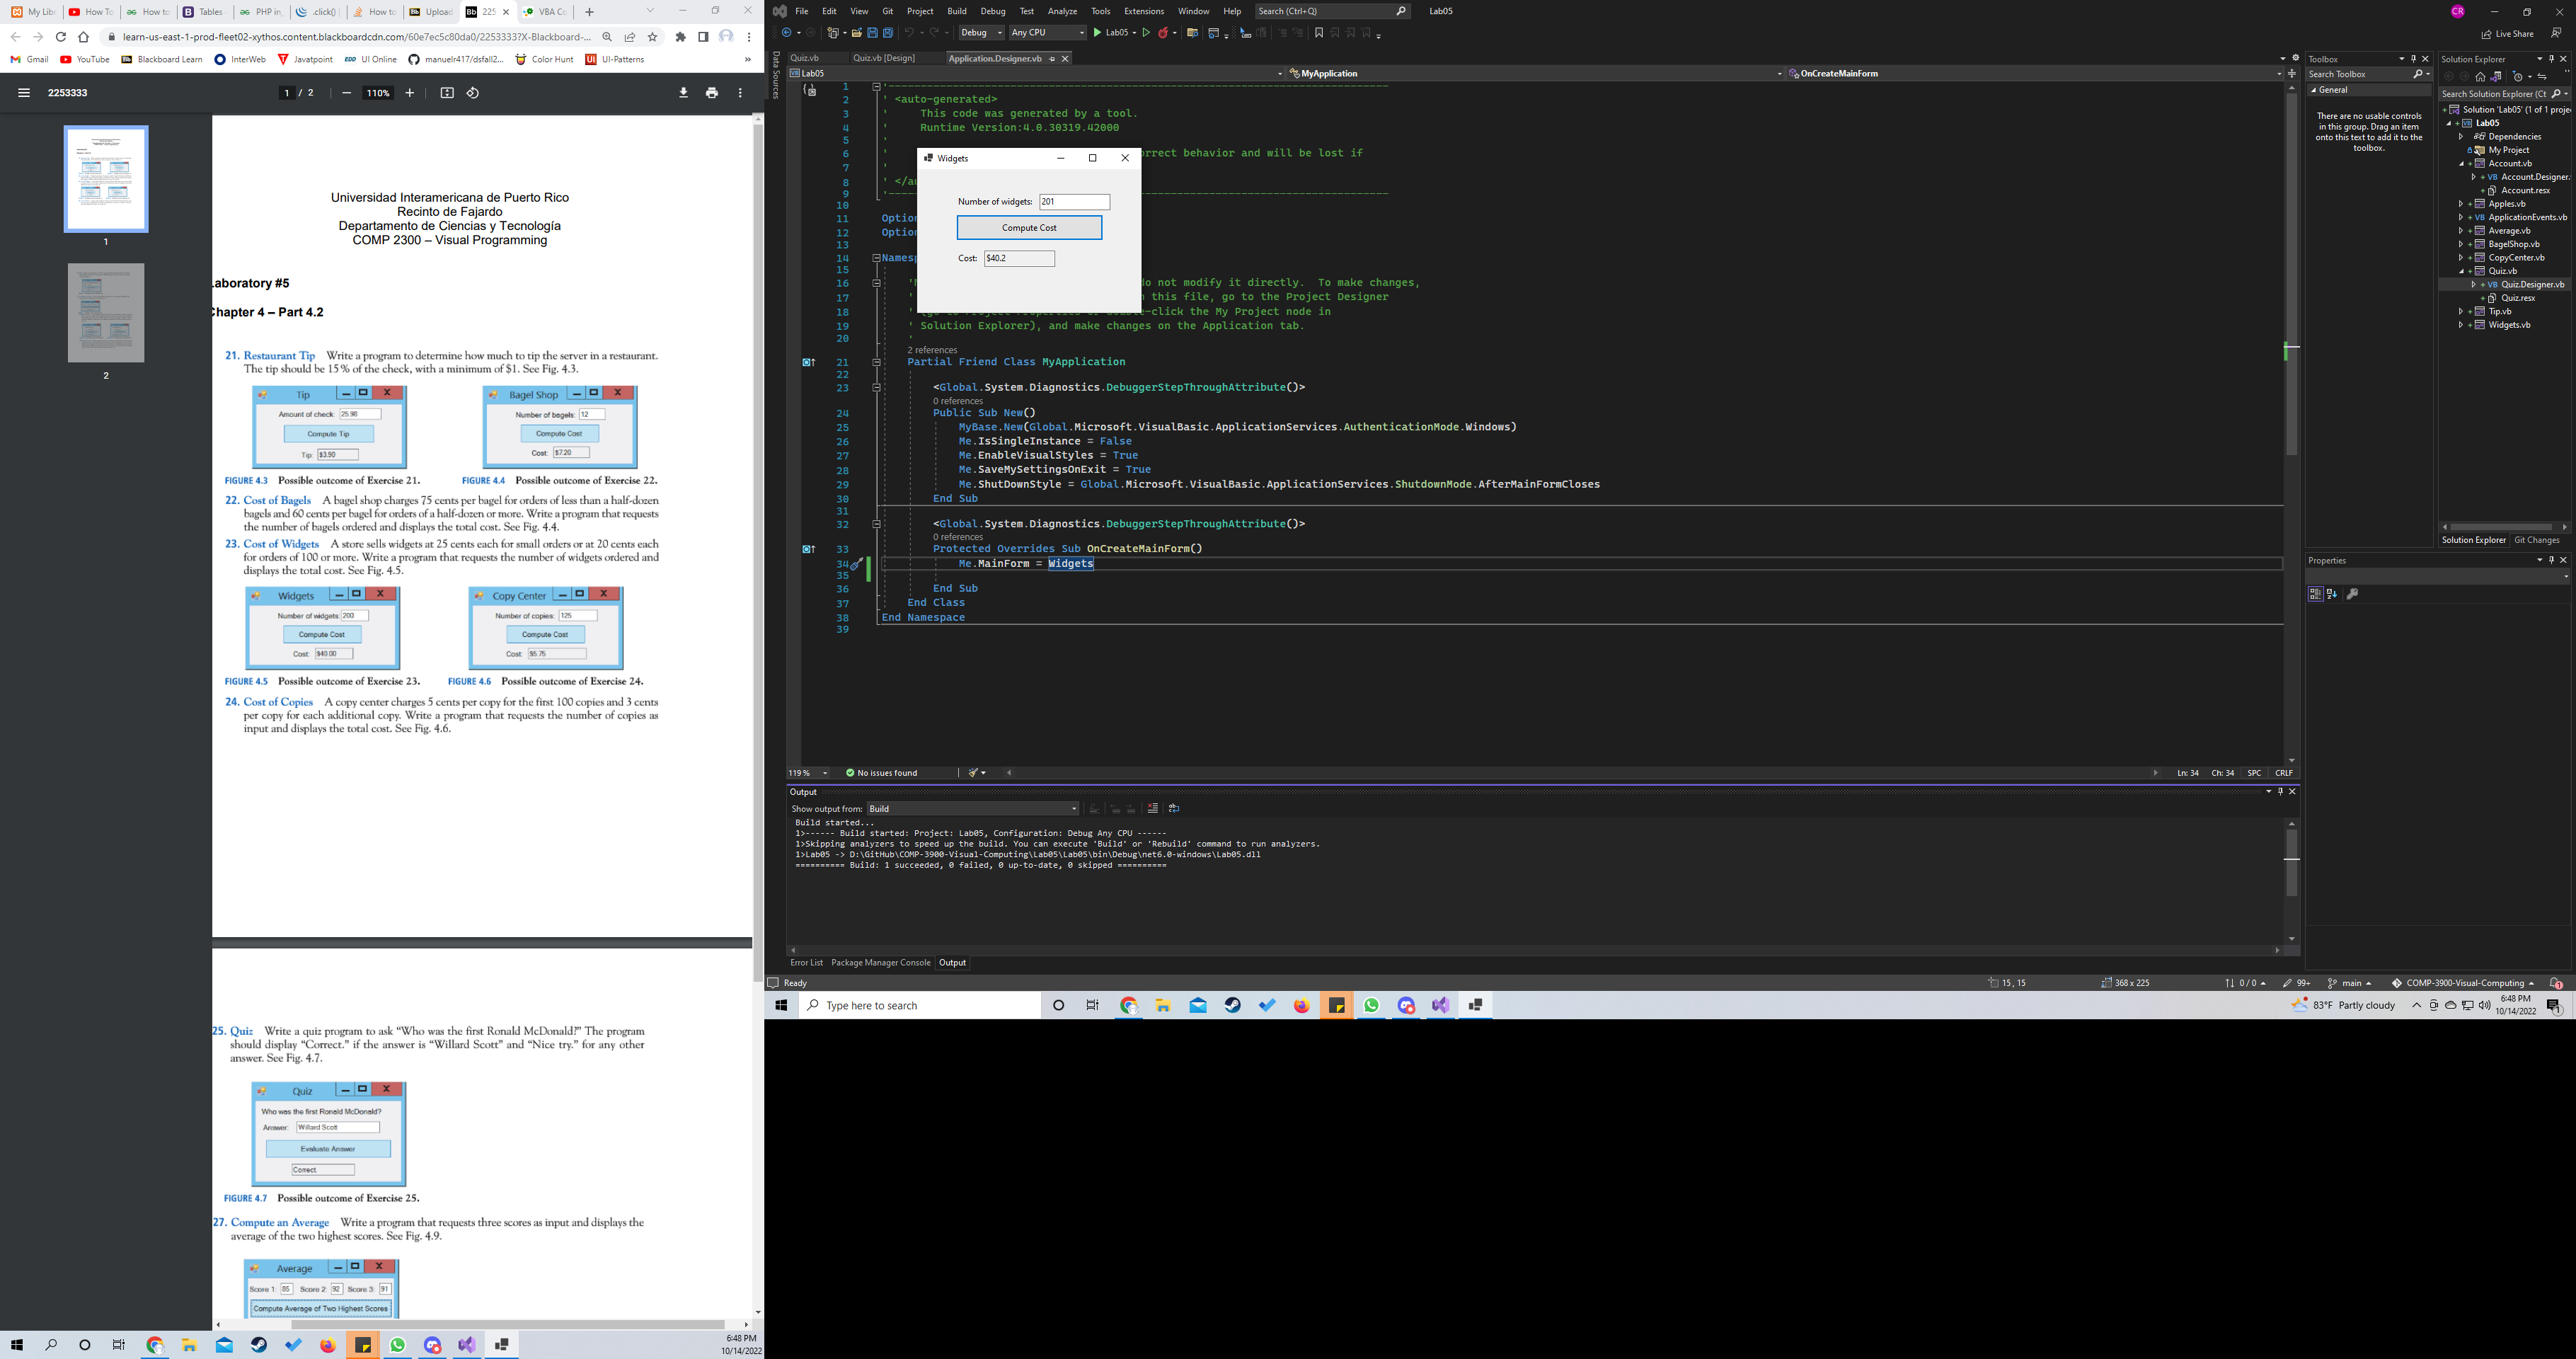 My Lib
How To
How to
Tables
PHP in
.click()
How to
Upload
225
VBA Co
learn-us-east-1-prod-fleet02-xythos.content.blackboardcdn.com/60e7ec5c80da0/2253333?X-Blackboard-...
Gmail YouTube Blackboard Learn InterWeb Javatpoint UI Online manuelr417/dsfall2... Color Hunt UI-Patterns »
2253333
1 / 2 − 110% +
1
2
Universidad Interamericana de Puerto Rico
Recinto de Fajardo
Departamento de Ciencias y Tecnología
COMP 2300 – Visual Programming
aboratory #5
Chapter 4 – Part 4.2
21. Restaurant Tip Write a program to determine how much to tip the server in a restaurant.
The tip should be 15% of the check, with a minimum of $1. See Fig. 4.3.
Tip
Amount of check: 25.98
Compute Tip
Tip: $3.90
Bagel Shop
Number of bagels: 12
Compute Cost
Cost: $7.20
FIGURE 4.3 Possible outcome of Exercise 21.
FIGURE 4.4 Possible outcome of Exercise 22.
22. Cost of Bagels A bagel shop charges 75 cents per bagel for orders of less than a half-dozen
bagels and 60 cents per bagel for orders of a half-dozen or more. Write a program that requests
the number of bagels ordered and displays the total cost. See Fig. 4.4.
23. Cost of Widgets A store sells widgets at 25 cents each for small orders or at 20 cents each
for orders of 100 or more. Write a program that requests the number of widgets ordered and
displays the total cost. See Fig. 4.5.
Widgets
Number of widgets: 200
Compute Cost
Cost: $40.00
Copy Center
Number of copies: 125
Compute Cost
Cost: $5.75
FIGURE 4.5 Possible outcome of Exercise 23.
FIGURE 4.6 Possible outcome of Exercise 24.
24. Cost of Copies A copy center charges 5 cents per copy for the first 100 copies and 3 cents
per copy for each additional copy. Write a program that requests the number of copies as
input and displays the total cost. See Fig. 4.6.
25. Quiz Write a quiz program to ask “Who was the first Ronald McDonald?” The program
should display “Correct.” if the answer is “Willard Scott” and “Nice try.” for any other
answer. See Fig. 4.7.
Quiz
Who was the first Ronald McDonald?
Answer: Willard Scott
Evaluate Answer
Correct
FIGURE 4.7 Possible outcome of Exercise 25.
27. Compute an Average Write a program that requests three scores as input and displays the
average of the two highest scores. See Fig. 4.9.
Average
Score 1: 85 Score 2: 92 Score 3: 91
Compute Average of Two Highest Scores
6:48 PM
10/14/2022
File Edit View Git Project Build Debug Test Analyze Tools Extensions Window Help Search (Ctrl+Q) Lab05
CR
Debug Any CPU Lab05
Live Share
Data Sources
Quiz.vb Quiz.vb [Design] Application.Designer.vb
Lab05 MyApplication OnCreateMainForm
1 '------------------------------------------------------------------------------
2 ' <auto-generated>
3 ' This code was generated by a tool.
4 ' Runtime Version:4.0.30319.42000
5 '
6 ' orrect behavior and will be lost if
7 '
8 ' </au
9 '------------------------------------------------------------------------------
10
11 Option
12 Option
13
14 Namesp
15
16 'N do not modify it directly. To make changes,
17 ' n this file, go to the Project Designer
18 ' (go to Project Properties or double-click the My Project node in
19 ' Solution Explorer), and make changes on the Application tab.
20 '
2 references
21 Partial Friend Class MyApplication
22
23 <Global.System.Diagnostics.DebuggerStepThroughAttribute()>
0 references
24 Public Sub New()
25 MyBase.New(Global.Microsoft.VisualBasic.ApplicationServices.AuthenticationMode.Windows)
26 Me.IsSingleInstance = False
27 Me.EnableVisualStyles = True
28 Me.SaveMySettingsOnExit = True
29 Me.ShutDownStyle = Global.Microsoft.VisualBasic.ApplicationServices.ShutdownMode.AfterMainFormCloses
30 End Sub
31
32 <Global.System.Diagnostics.DebuggerStepThroughAttribute()>
0 references
33 Protected Overrides Sub OnCreateMainForm()
34 Me.MainForm = Widgets
35
36 End Sub
37 End Class
38 End Namespace
39
Widgets
Number of widgets: 201
Compute Cost
Cost: $40.2
119 % No issues found Ln: 34 Ch: 34 SPC CRLF
Output
Show output from: Build
Build started...
1>------ Build started: Project: Lab05, Configuration: Debug Any CPU ------
1>Skipping analyzers to speed up the build. You can execute 'Build' or 'Rebuild' command to run analyzers.
1>Lab05 -> D:\GitHub\COMP-3900-Visual-Computing\Lab05\Lab05\bin\Debug\net6.0-windows\Lab05.dll
========== Build: 1 succeeded, 0 failed, 0 up-to-date, 0 skipped ==========
Error List Package Manager Console Output
Toolbox
Search Toolbox
General
There are no usable controls
in this group. Drag an item
onto this text to add it to the
toolbox.
Solution Explorer
Search Solution Explorer (Ct
Solution 'Lab05' (1 of 1 proje
Lab05
Dependencies
My Project
Account.vb
Account.Designer.
Account.resx
Apples.vb
ApplicationEvents.vb
Average.vb
BagelShop.vb
CopyCenter.vb
Quiz.vb
Quiz.Designer.vb
Quiz.resx
Tip.vb
Widgets.vb
Solution Explorer Git Changes
Properties
Ready 15 , 15 368 x 225 0 / 0 99+ main COMP-3900-Visual-Computing 1
Type here to search
83°F Partly cloudy
6:48 PM
10/14/2022
1